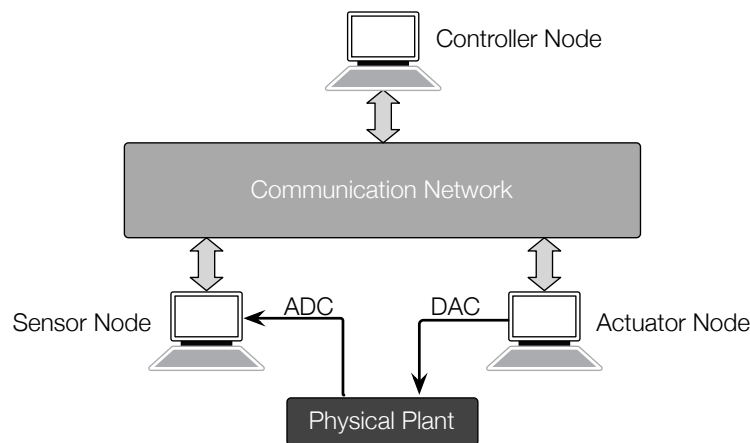 Controller Node
Communication Network
ADC
DAC
Sensor Node
Actuator Node
Physical Plant